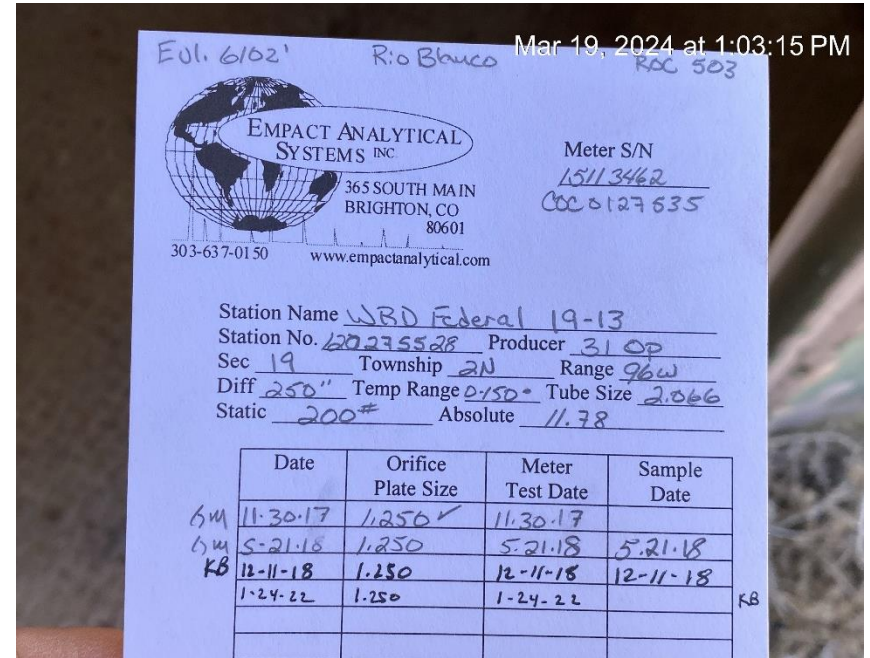 Mar 19, 2024 at 1:03:15 PM
Evl. 6102' Rio Blanco ROC 503
EMPACT ANALYTICAL
SYSTEMS INC
365 SOUTH MAIN
BRIGHTON, CO
80601
303-637-0150 www.empactanalytical.com
Meter S/N
15113462
COC 0127635
Station Name WRD Federal 19-13
Station No. 120275528 Producer 31 OP
Sec 19 Township 2N Range 96W
Diff 250" Temp Range 0-150° Tube Size 2.066
Static 200# Absolute 11.78
Date Orifice Plate Size Meter Test Date Sample Date
11·30·17 1.250 ✓ 11.30.17
5-21-18 1.250 5.21.18 5.21.18
KB 12-11-18 1.250 12-11-18 12-11-18
1-24-22 1.250 1-24-22 KB